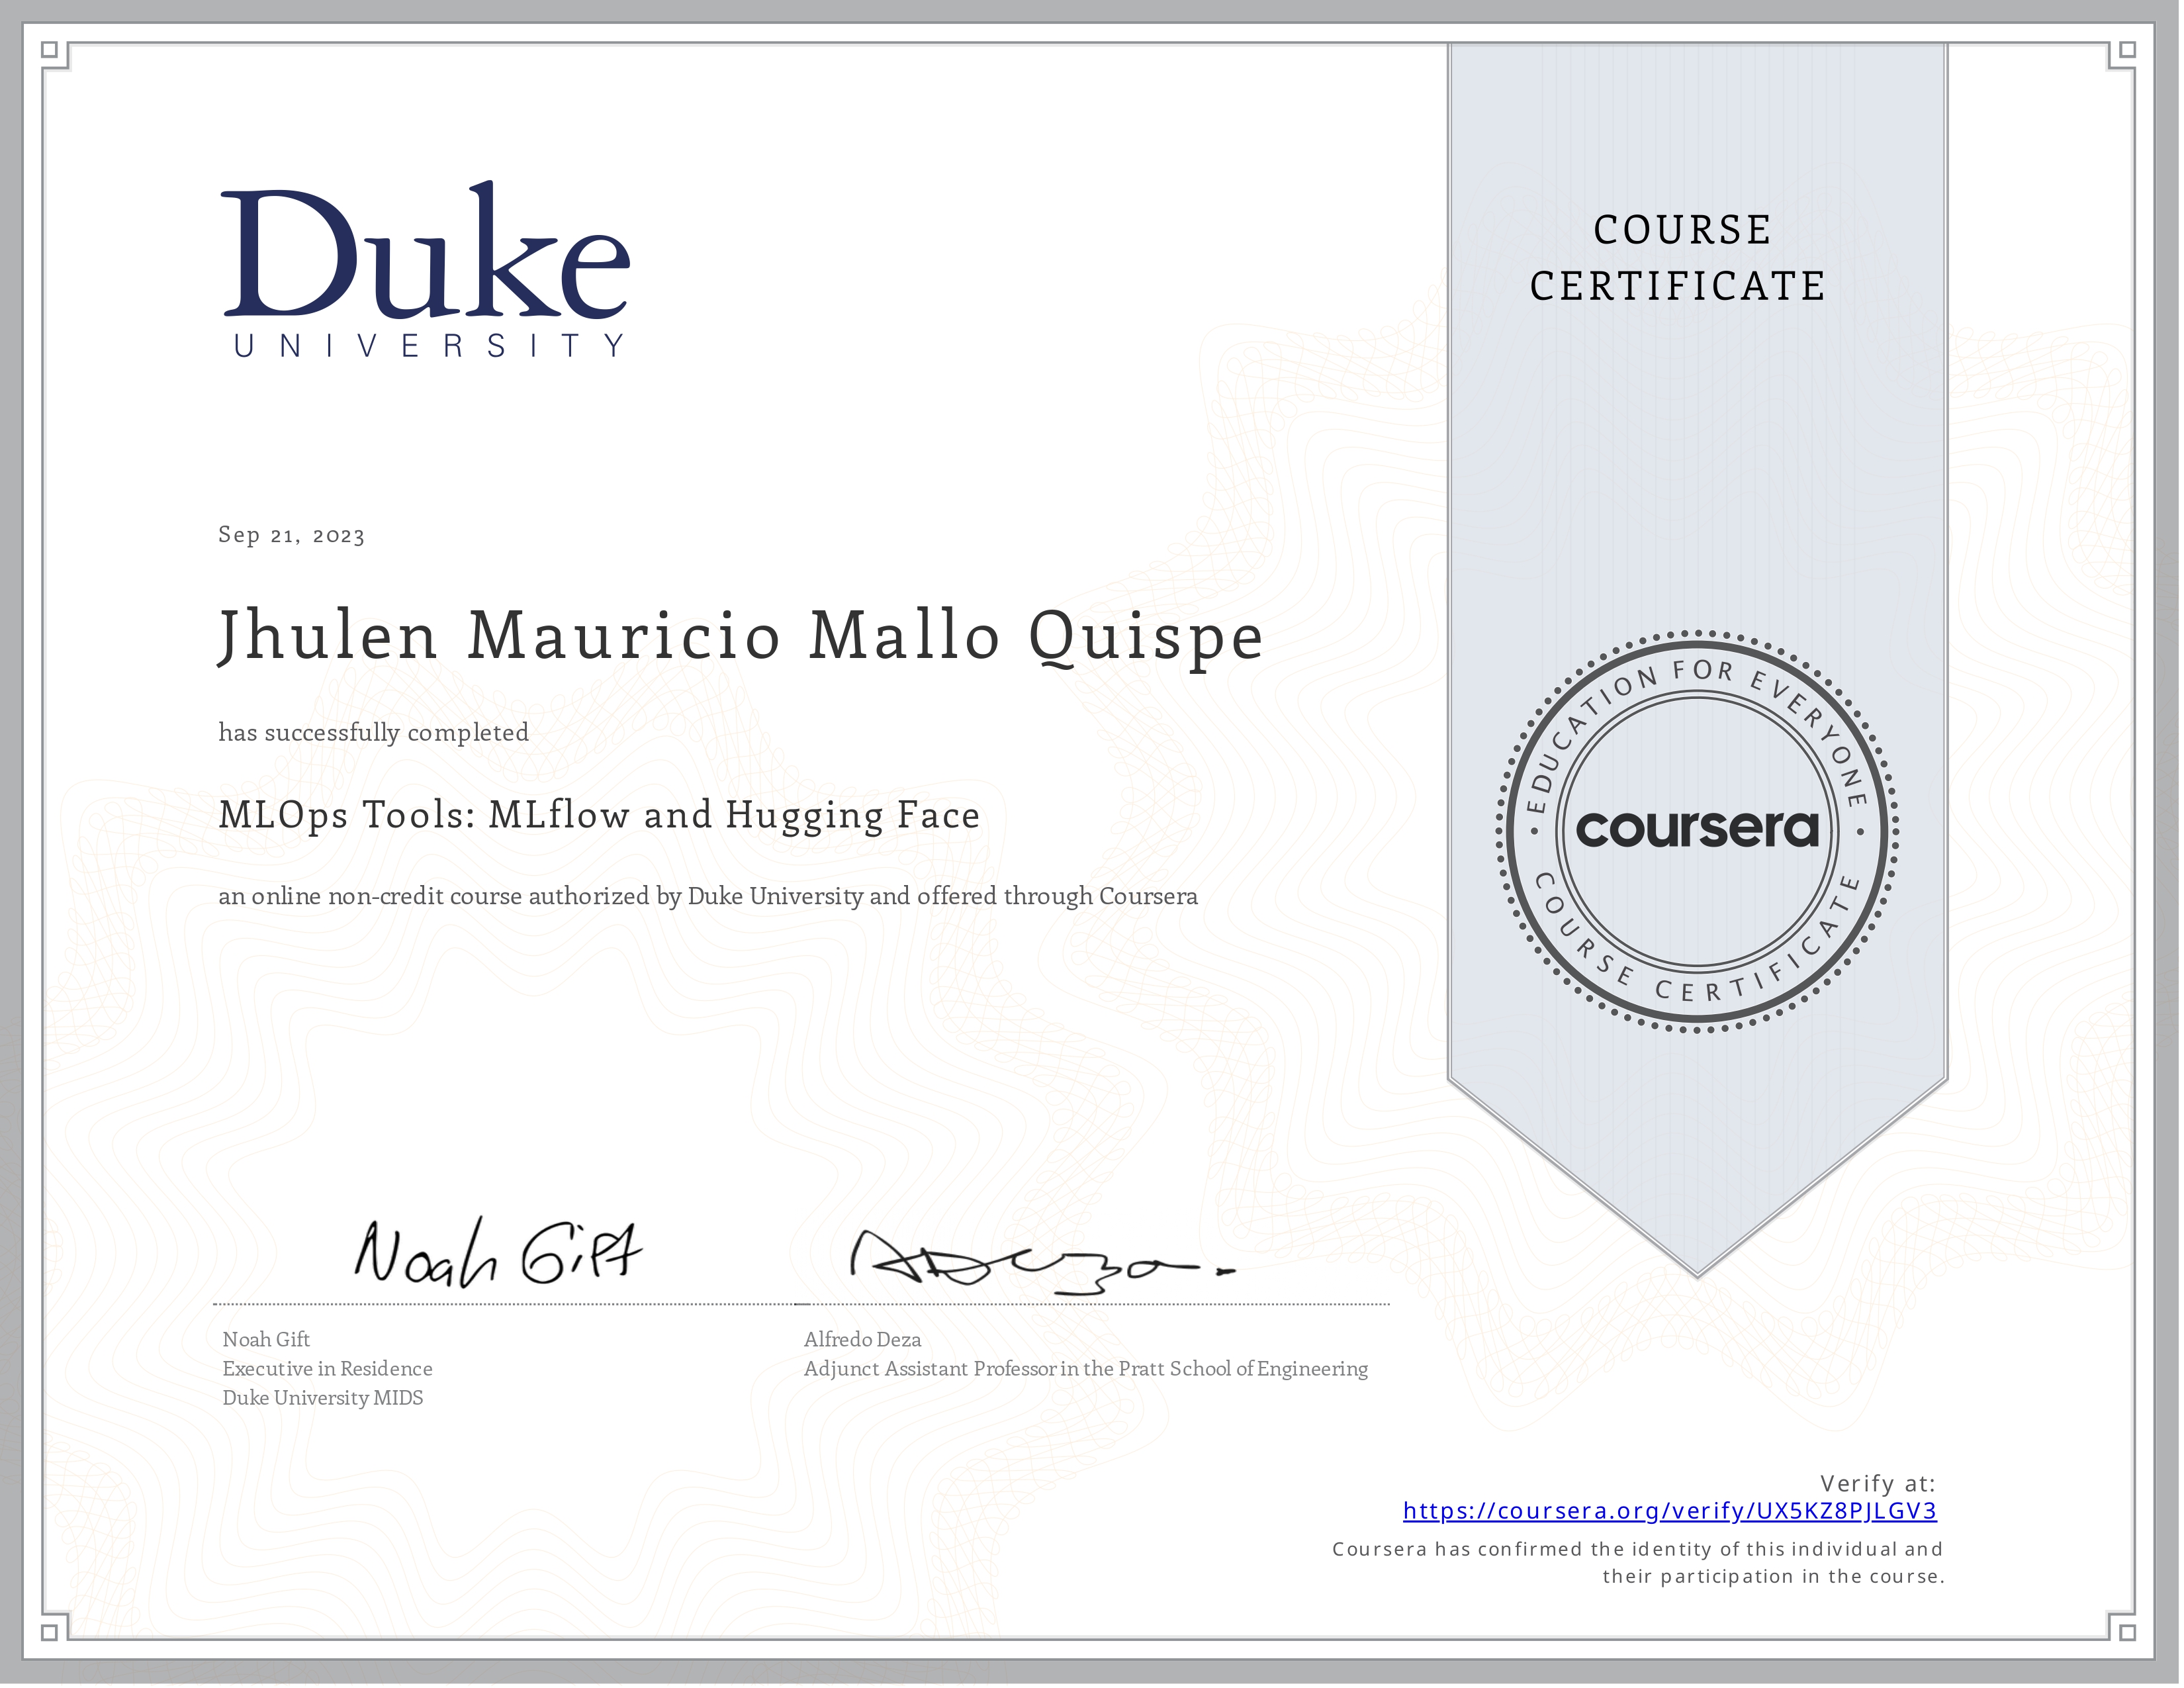 Duke
UNIVERSITY
COURSE
CERTIFICATE
Sep 21, 2023
Jhulen Mauricio Mallo Quispe
has successfully completed
MLOps Tools: MLflow and Hugging Face
an online non-credit course authorized by Duke University and offered through Coursera
EDUCATION FOR EVERYONE
coursera
COURSE CERTIFICATE
Noah Gift
ADeza.
Noah Gift
Executive in Residence
Duke University MIDS
Alfredo Deza
Adjunct Assistant Professor in the Pratt School of Engineering
Verify at:
https://coursera.org/verify/UX5KZ8PJLGV3
Coursera has confirmed the identity of this individual and
their participation in the course.